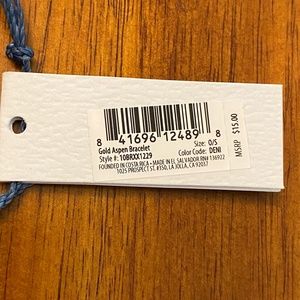 8 41696 12489 8
Gold Aspen Bracelet
Size: O/S
Style #: 10BRXX1229
Color Code: DENI
FOUNDED IN COSTA RICA • MADE IN EL SALVADOR RN# 136922
1025 PROSPECT ST. #350, LA JOLLA, CA 92037
MSRP $15.00